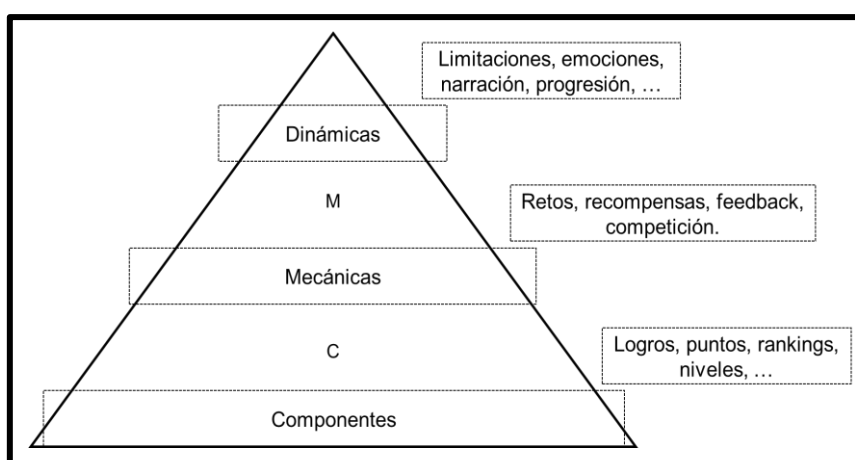 Limitaciones, emociones,
narración, progresión, …
Dinámicas
M
Retos, recompensas, feedback,
competición.
Mecánicas
C
Logros, puntos, rankings,
niveles, …
Componentes